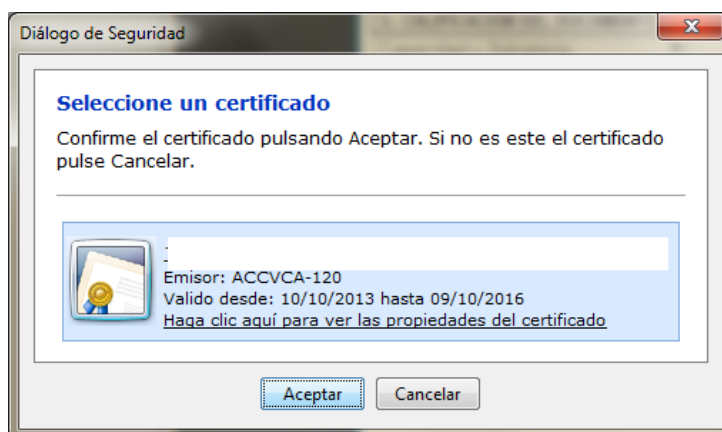 Diálogo de Seguridad
Seleccione un certificado
Confirme el certificado pulsando Aceptar. Si no es este el certificado
pulse Cancelar.
Emisor: ACCVCA-120
Valido desde: 10/10/2013 hasta 09/10/2016
Haga clic aquí para ver las propiedades del certificado
Aceptar
Cancelar